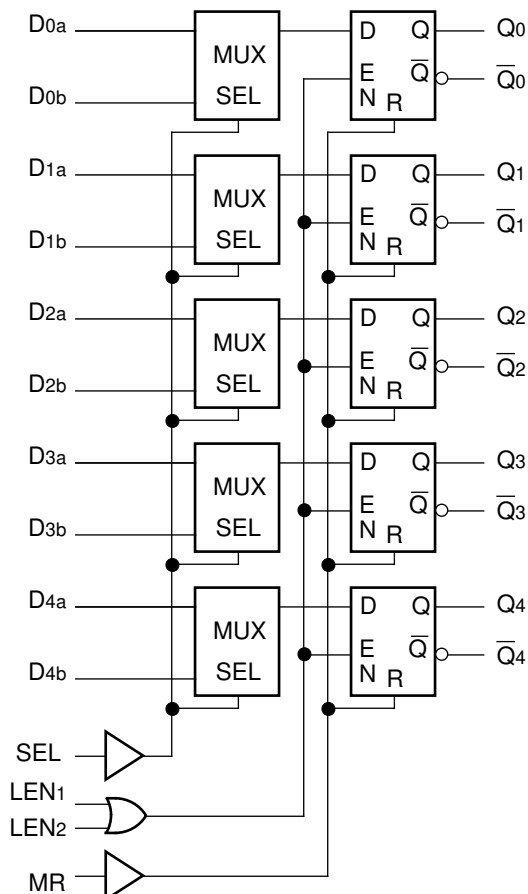 D0a
MUX
SEL
D Q
E Q̅
N R
Q0
Q̅0
D0b
D1a
MUX
SEL
D Q
E Q̅
N R
Q1
Q̅1
D1b
D2a
MUX
SEL
D Q
E Q̅
N R
Q2
Q̅2
D2b
D3a
MUX
SEL
D Q
E Q̅
N R
Q3
Q̅3
D3b
D4a
MUX
SEL
D Q
E Q̅
N R
Q4
Q̅4
D4b
SEL
LEN1
LEN2
MR